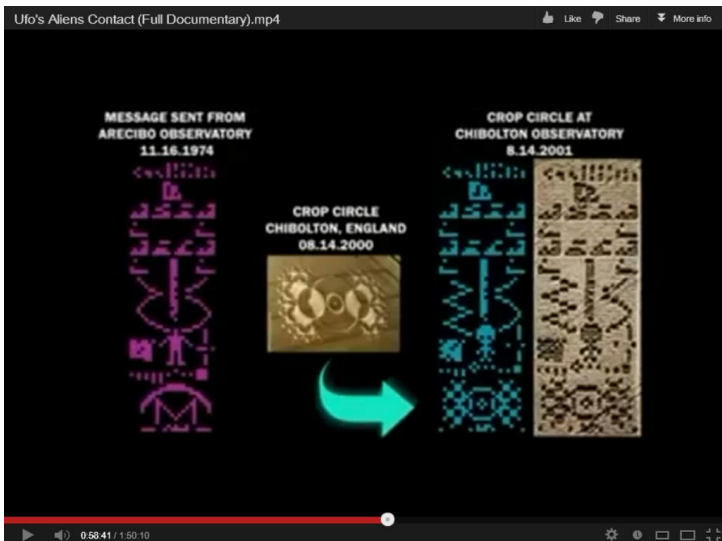 Ufo's Aliens Contact (Full Documentary).mp4
Like
Share
More info
MESSAGE SENT FROM
ARECIBO OBSERVATORY
11.16.1974
CROP CIRCLE
CHIBOLTON, ENGLAND
08.14.2000
CROP CIRCLE AT
CHIBOLTON OBSERVATORY
8.14.2001
0:58:41 / 1:50:10